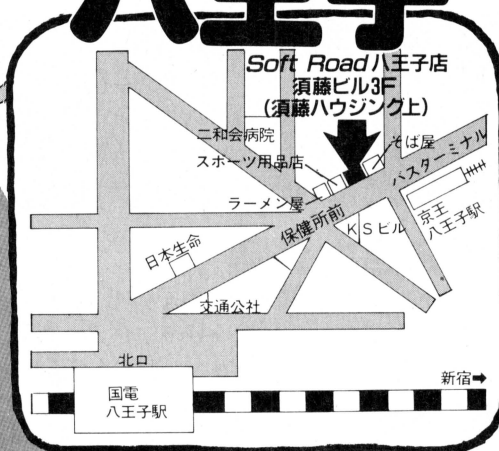 八王子
Soft Road 八王子店
須藤ビル3F
(須藤ハウジング上)
二和会病院
そば屋
スポーツ用品店
バスターミナル
ラーメン屋
保健所前
KSビル
京王
八王子駅
日本生命
交通公社
北口
新宿➡
国電
八王子駅